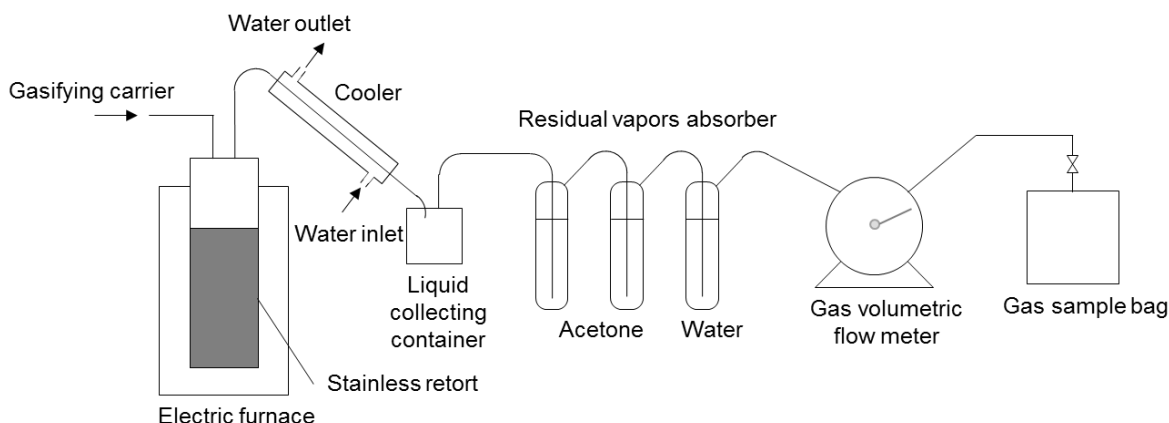 Water outlet
Gasifying carrier
Cooler
Residual vapors absorber
Water inlet
Liquid
collecting
container
Acetone
Water
Gas volumetric
flow meter
Gas sample bag
Stainless retort
Electric furnace